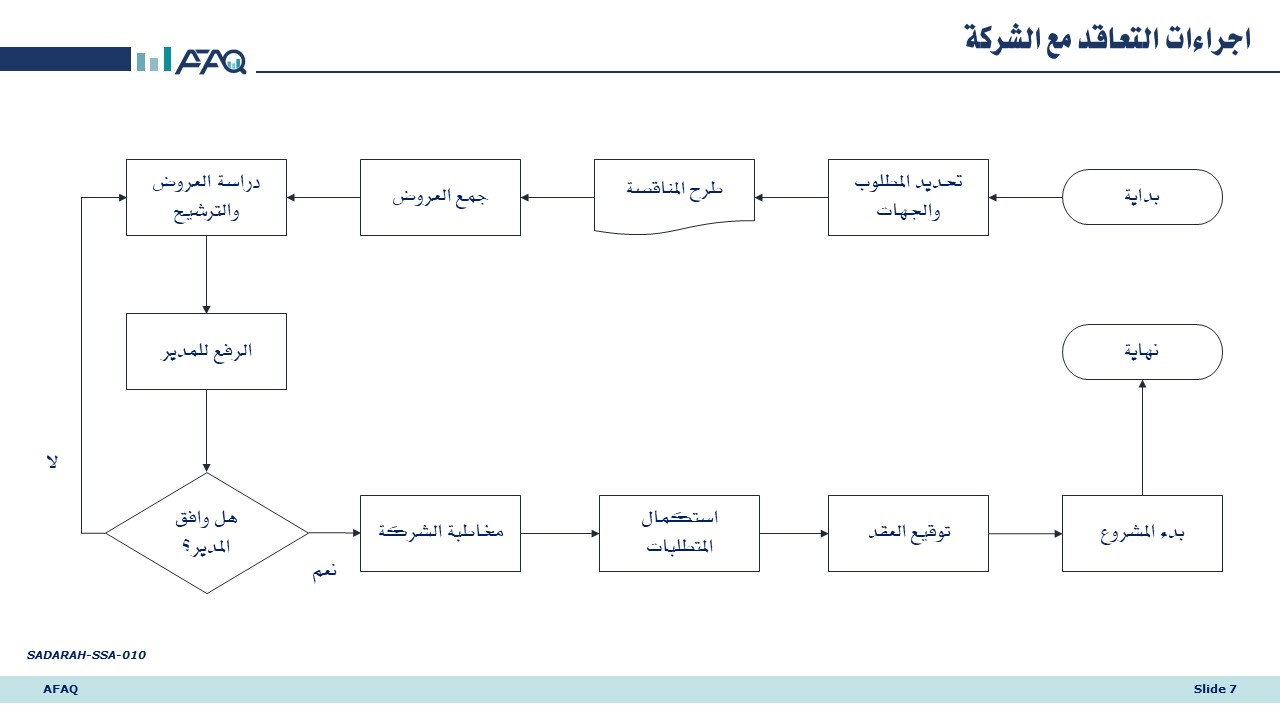 اجراءات التعاقد مع الشركة
AFAQ
بداية
تحديد المطلوب
والجهات
طرح المناقصة
جمع العروض
دراسة العروض
والترشيح
الرفع للمدير
هل وافق
المدير؟
لا
نعم
مخاطبة الشركة
استكمال
المتطلبات
توقيع العقد
بدء المشروع
نهاية
SADARAH-SSA-010
AFAQ
Slide 7